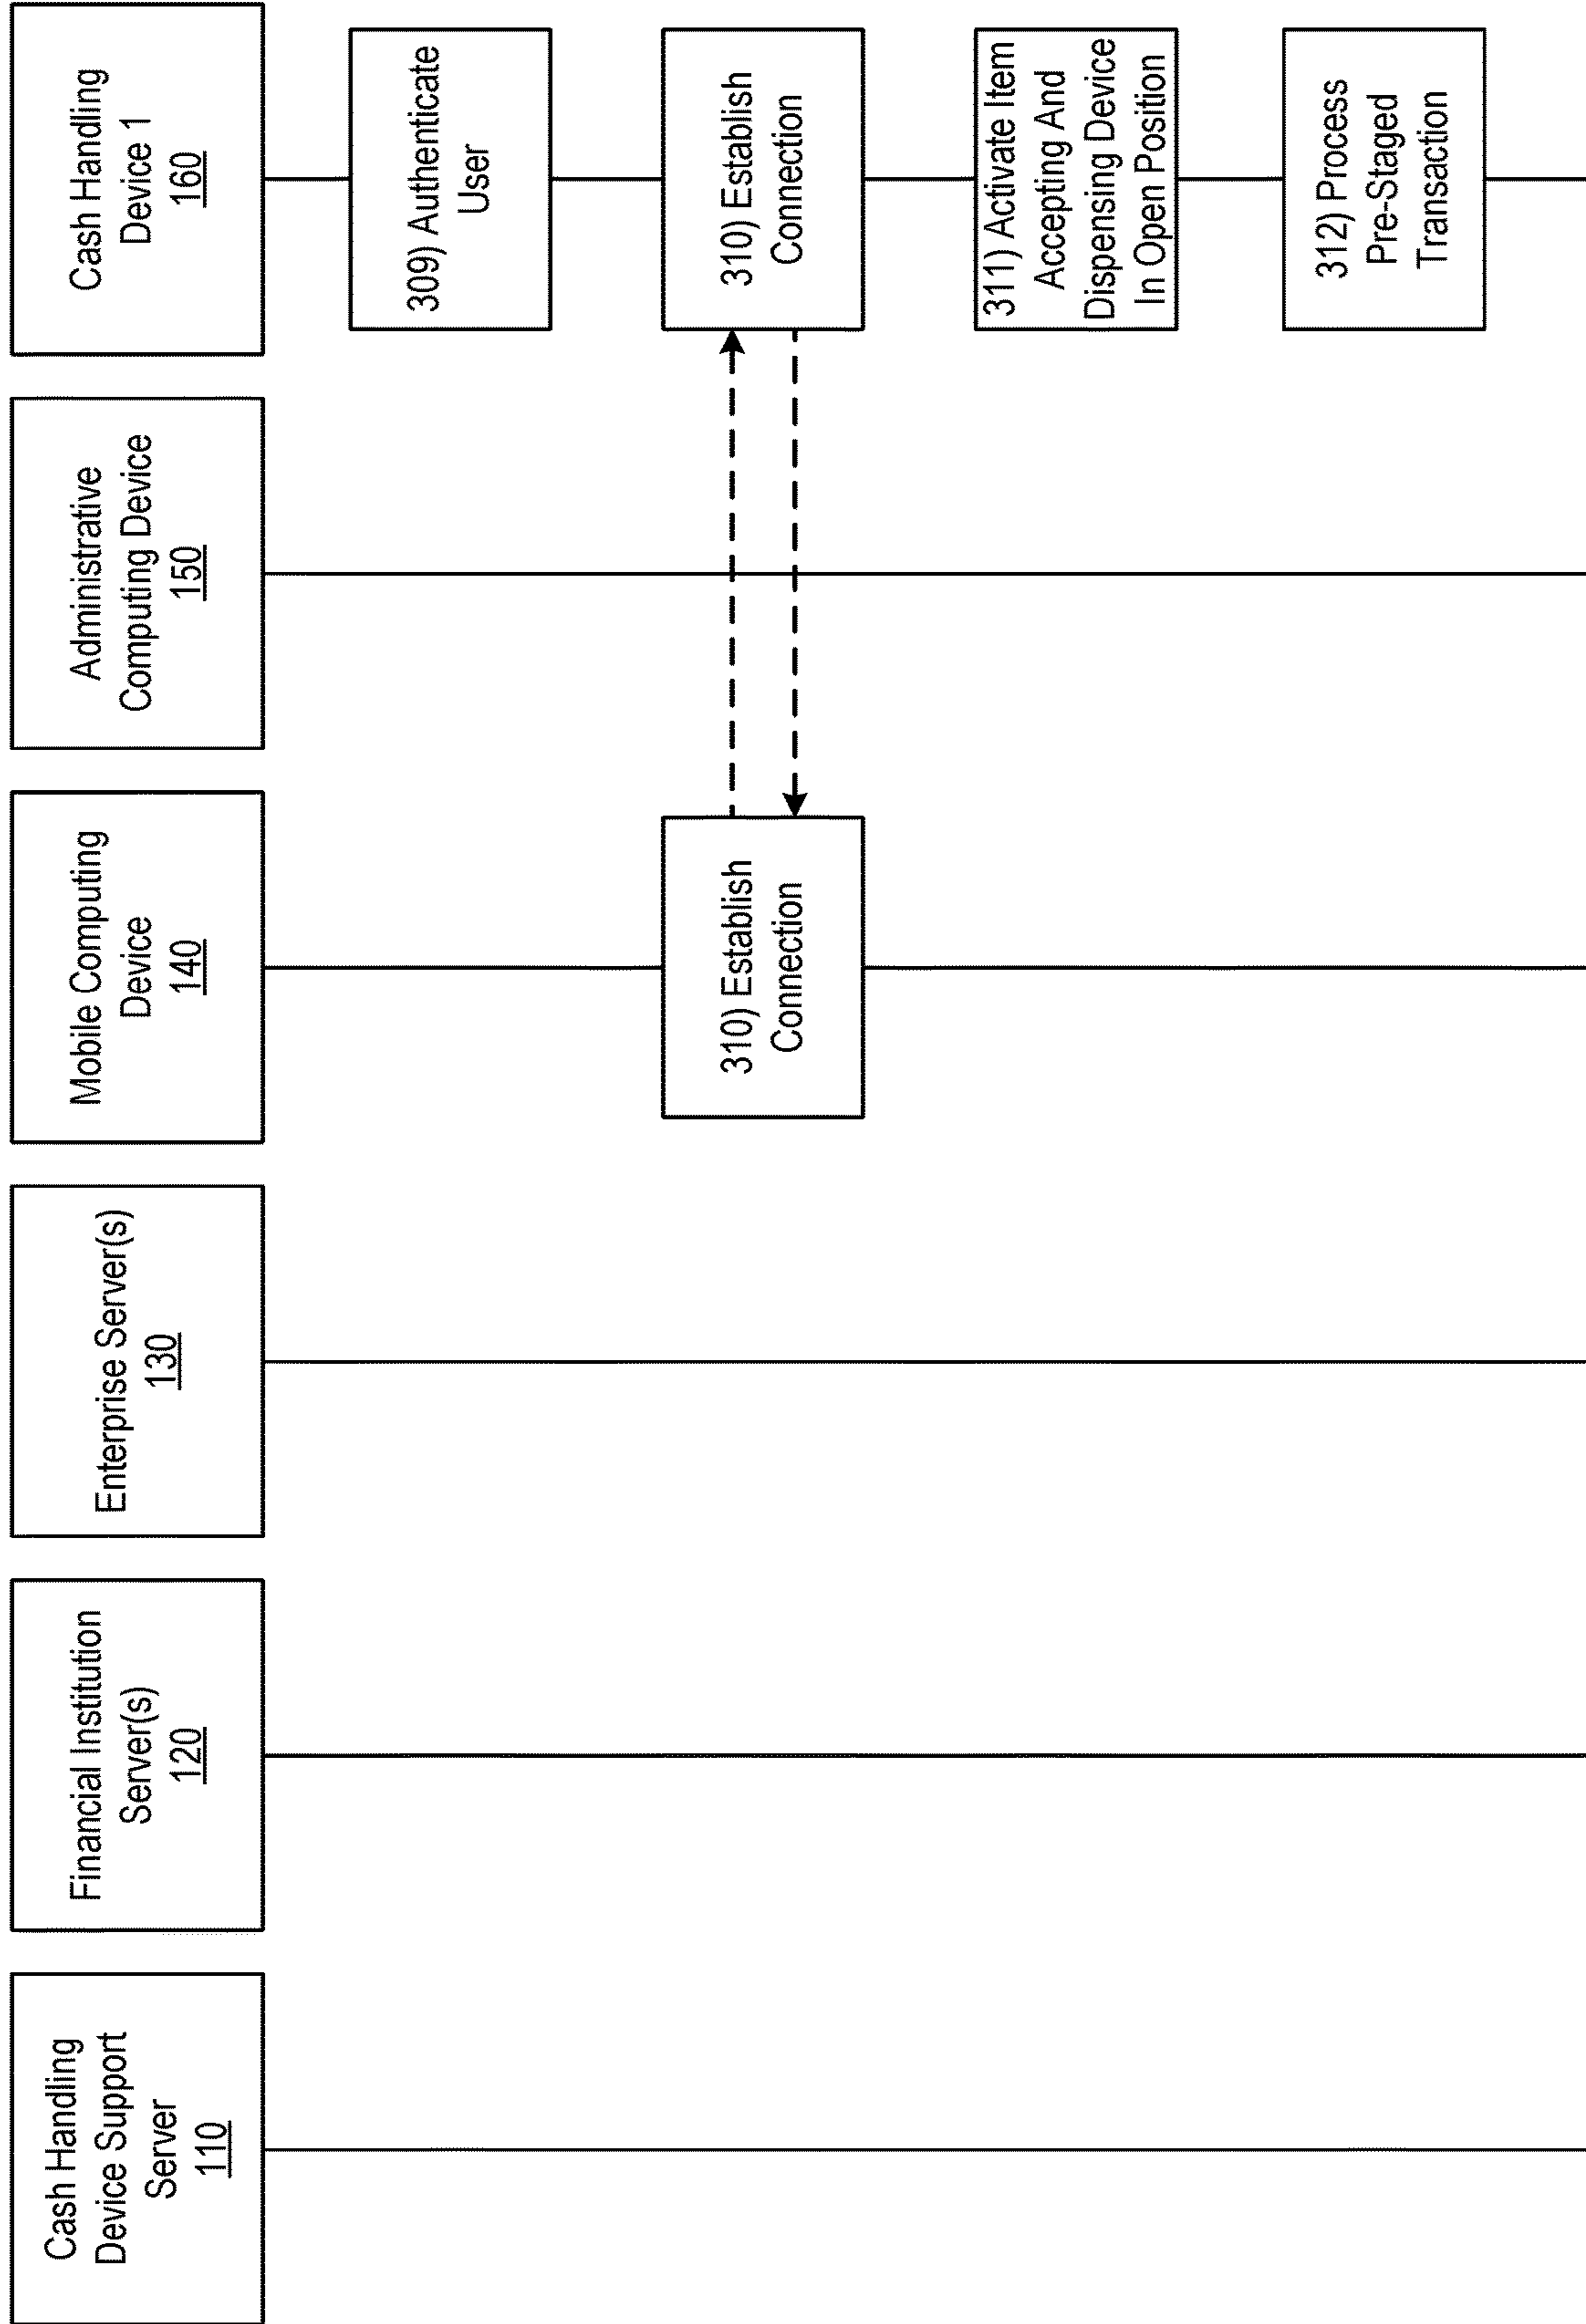 Cash Handling
Device Support
Server
110
Financial Institution
Server(s)
120
Enterprise Server(s)
130
Mobile Computing
Device
140
Administrative
Computing Device
150
Cash Handling
Device 1
160
309) Authenticate
User
310) Establish
Connection
310) Establish
Connection
311) Activate Item
Accepting And
Dispensing Device
In Open Position
312) Process
Pre-Staged
Transaction